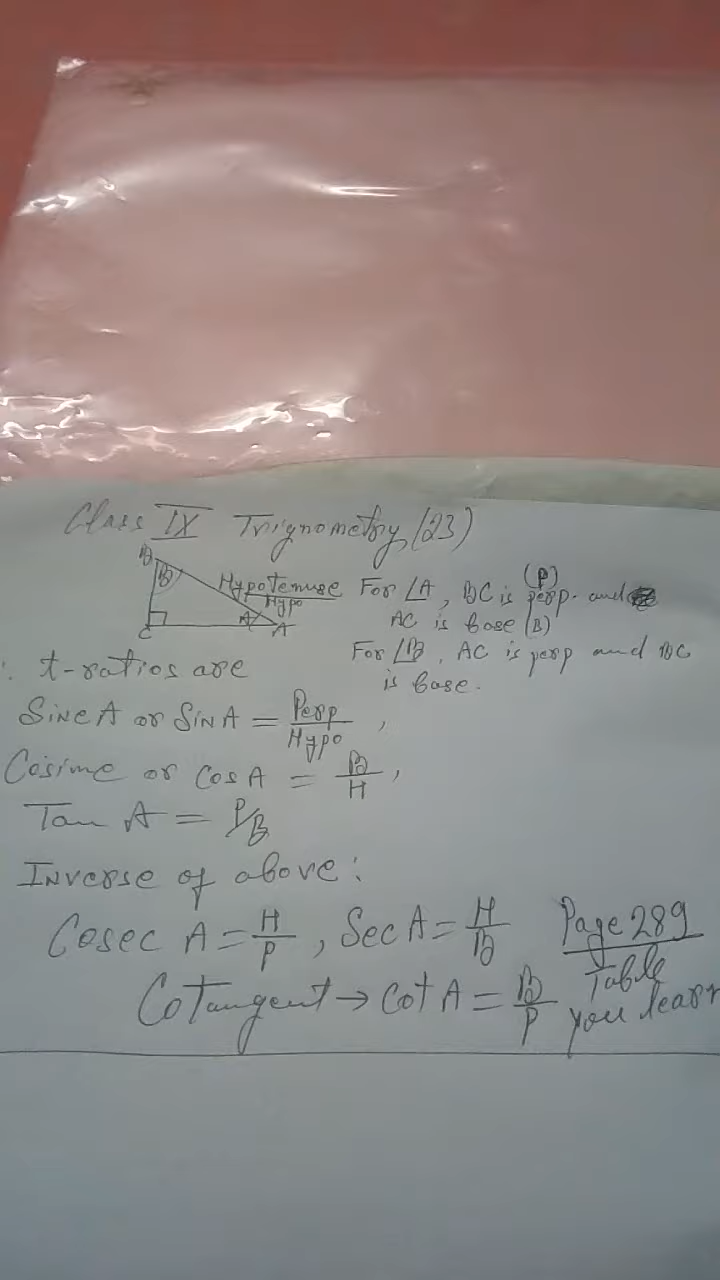 Class IX Trignometry (23)
B
B
Hypotenuse
Hypo
A
A
C
For ∠A, BC is perp. and
(P)
AC is base (B)
For ∠B, AC is perp and BC
is base.
∴ t-ratios are
Sine A or Sin A = Perp/Hypo,
Cosine or Cos A = B/H,
Tan A = P/B
Inverse of above:
Cosec A = H/P, Sec A = H/B
Cotangent → Cot A = B/P
Page 289
Table
you learn